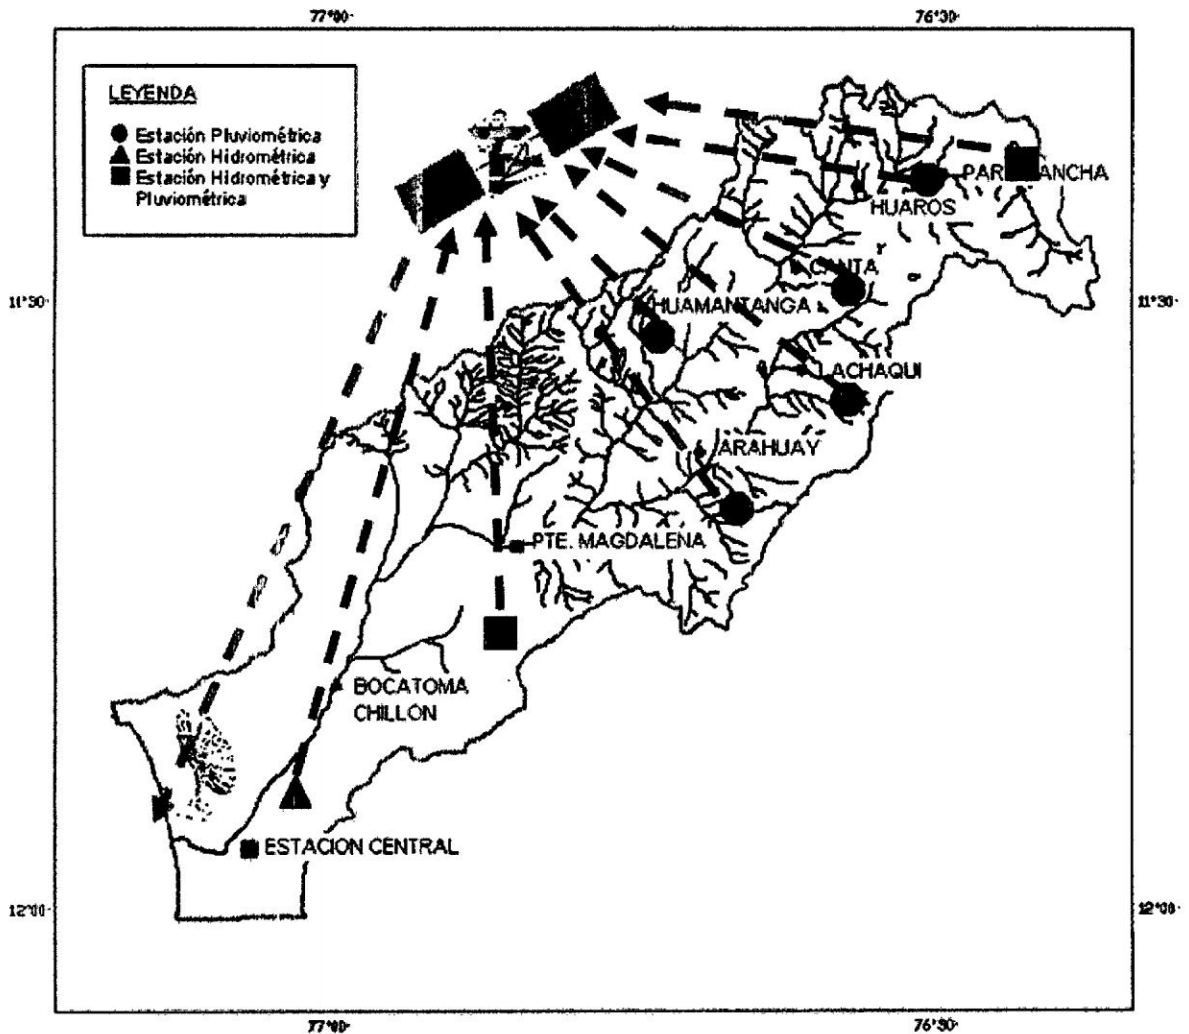 77°00'
76°30'
LEYENDA
Estación Pluviométrica
Estación Hidrométrica
Estación Hidrométrica y
Pluviométrica
HUAROS
CANTA
11°30'
11°30'
HUAMANTANGA
LACHAQUI
ARAHUAY
PTE. MAGDALENA
BOCATOMA
CHILLON
ESTACION CENTRAL
12°00'
12°00'
77°00'
76°30'